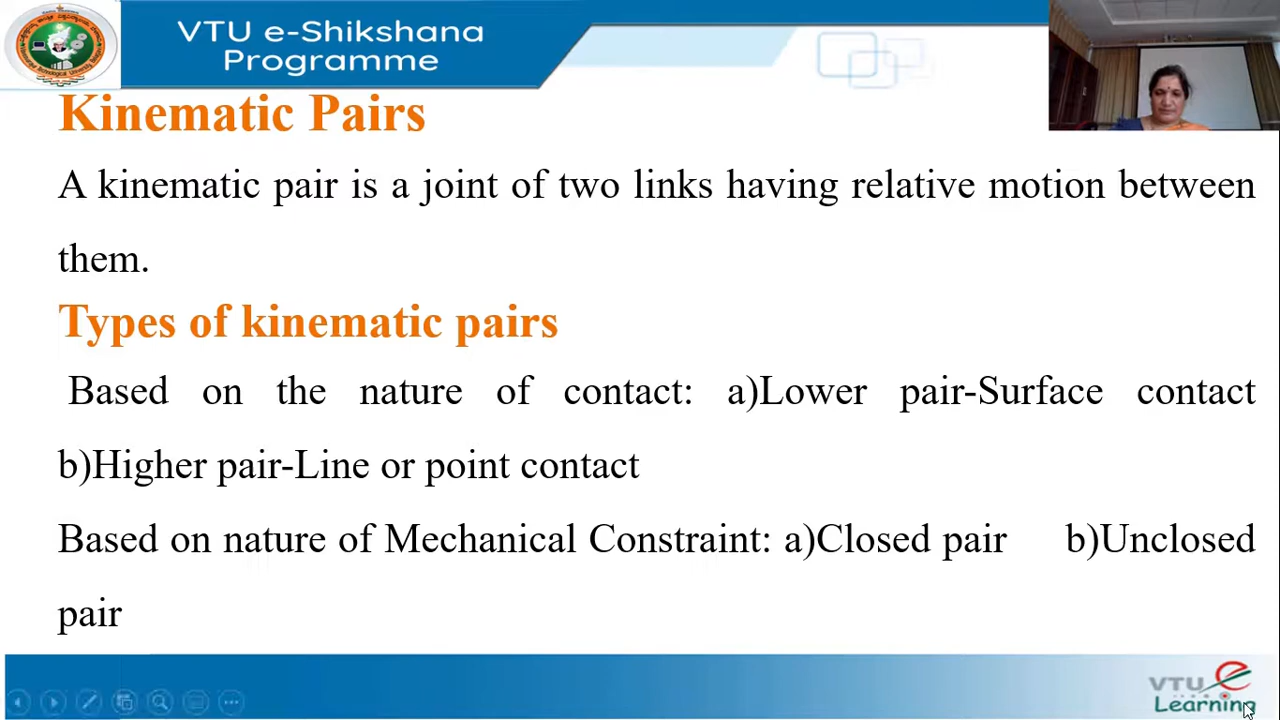 VTU e-Shikshana
Programme
Kinematic Pairs
A kinematic pair is a joint of two links having relative motion between
them.
Types of kinematic pairs
Based on the nature of contact: a)Lower pair-Surface contact
b)Higher pair-Line or point contact
Based on nature of Mechanical Constraint: a)Closed pair b)Unclosed
pair
VTU e
Learning